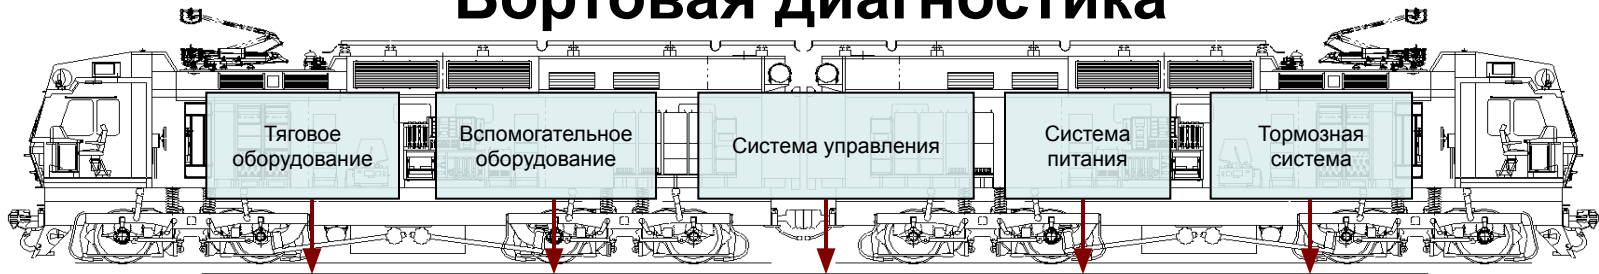 Бортовая диагностика
Тяговое
оборудование
Вспомогательное
оборудование
Система управления
Система
питания
Тормозная
система